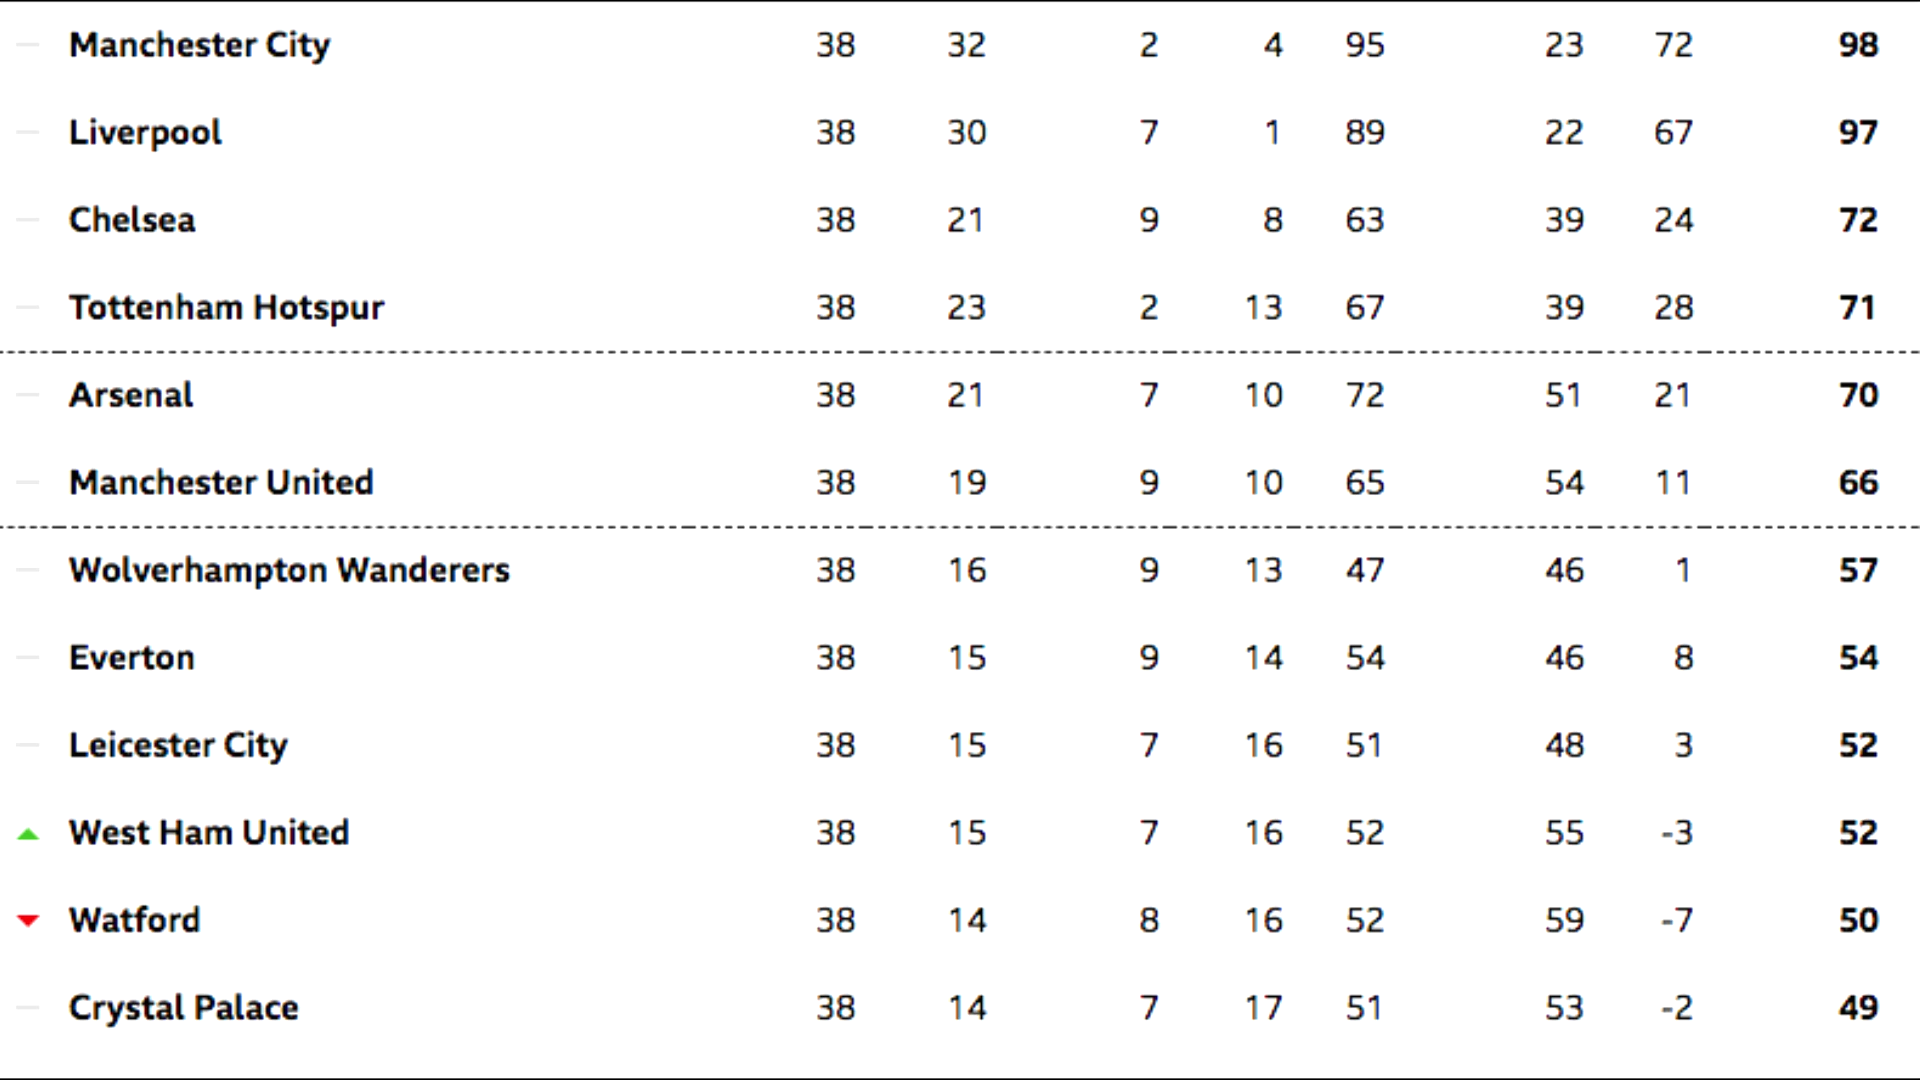 Manchester City 38 32 2 4 95 23 72 98
Liverpool 38 30 7 1 89 22 67 97
Chelsea 38 21 9 8 63 39 24 72
Tottenham Hotspur 38 23 2 13 67 39 28 71
Arsenal 38 21 7 10 72 51 21 70
Manchester United 38 19 9 10 65 54 11 66
Wolverhampton Wanderers 38 16 9 13 47 46 1 57
Everton 38 15 9 14 54 46 8 54
Leicester City 38 15 7 16 51 48 3 52
West Ham United 38 15 7 16 52 55 -3 52
Watford 38 14 8 16 52 59 -7 50
Crystal Palace 38 14 7 17 51 53 -2 49